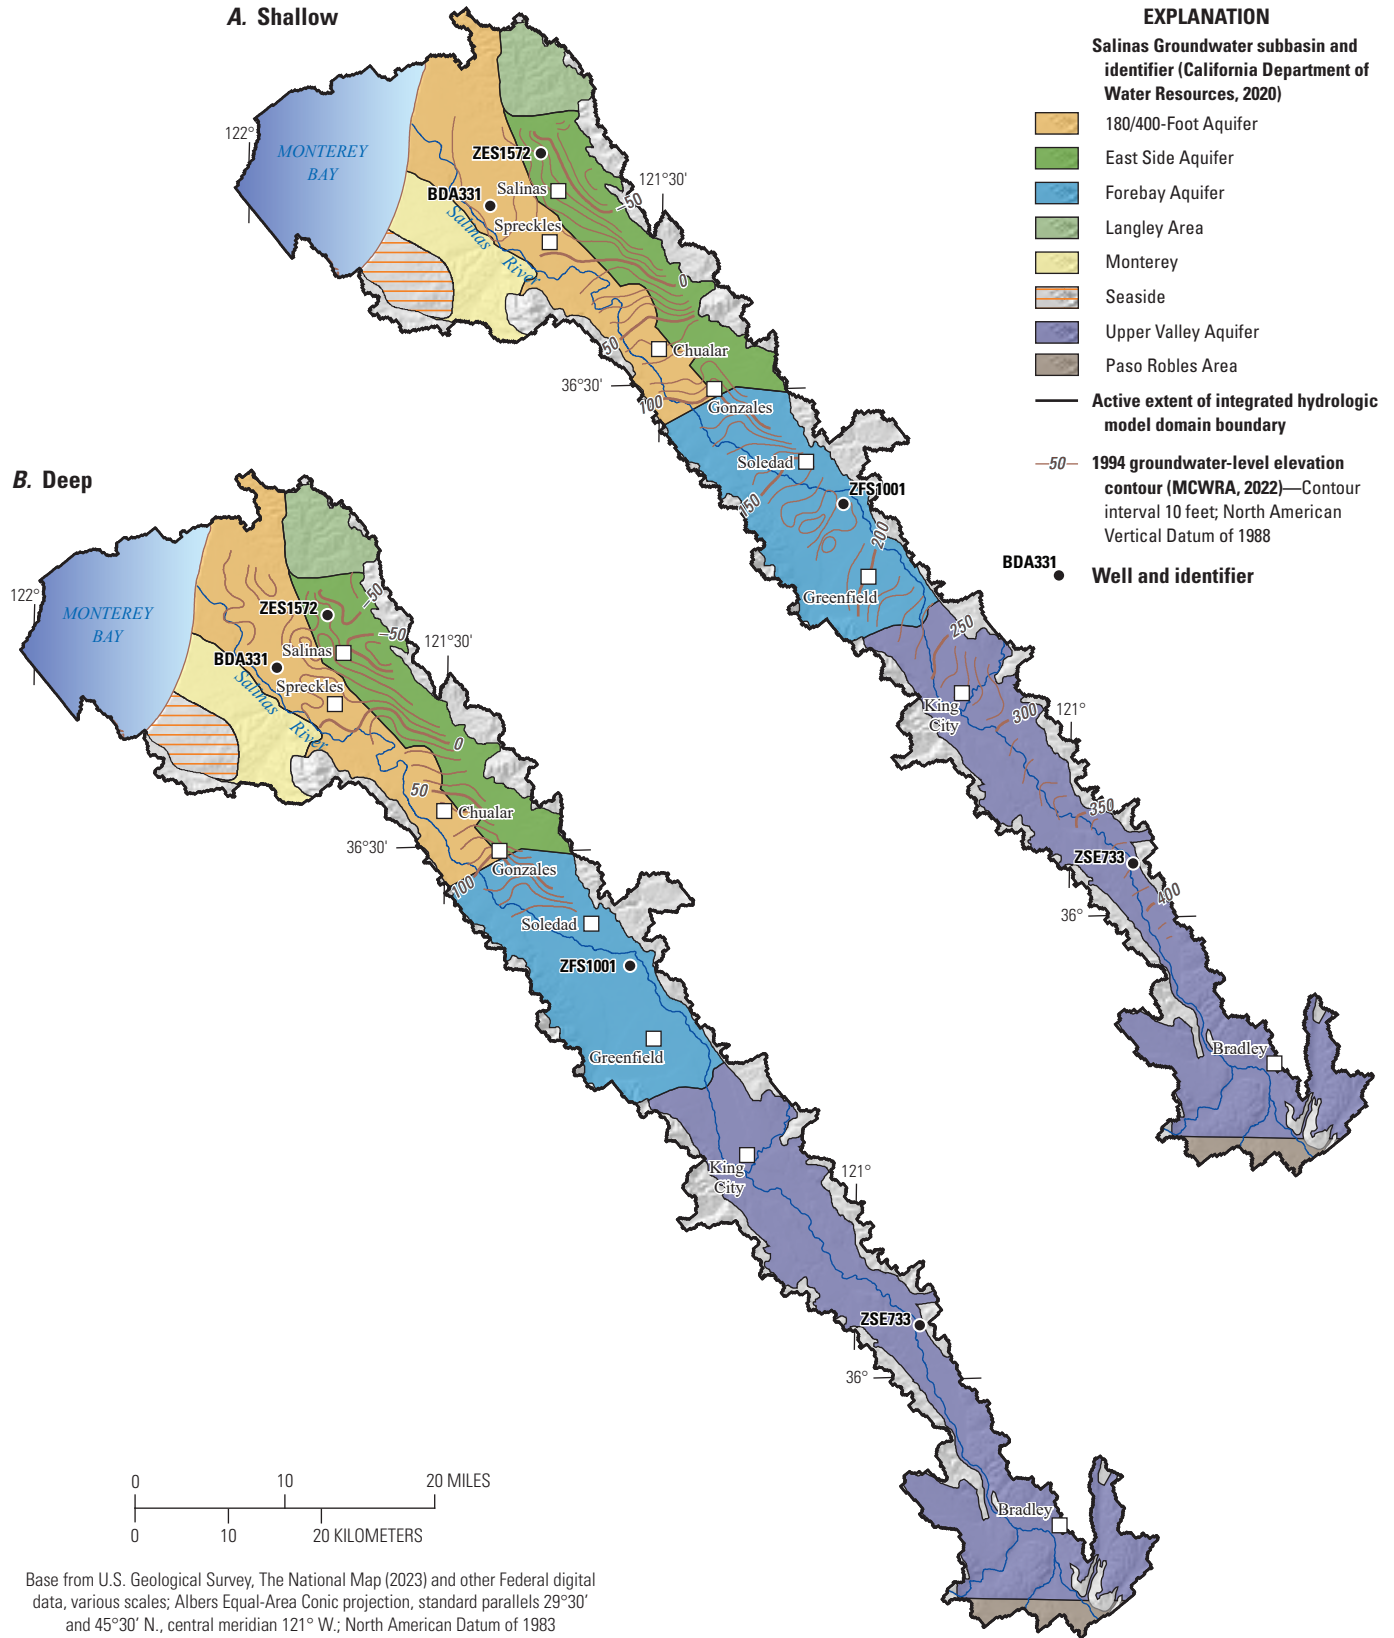 A. Shallow
122°
MONTEREY
BAY
ZES1572
BDA331
Salinas
Spreckles
Salinas
River
–50
121°30'
0
50
Chualar
36°30'
100
Gonzales
Soledad
ZFS1001
150
200
Greenfield
250
King
City
300
121°
350
ZSE733
400
36°
Bradley
EXPLANATION
Salinas Groundwater subbasin and
identifier (California Department of
Water Resources, 2020)
180/400-Foot Aquifer
East Side Aquifer
Forebay Aquifer
Langley Area
Monterey
Seaside
Upper Valley Aquifer
Paso Robles Area
Active extent of integrated hydrologic
model domain boundary
—50— 1994 groundwater-level elevation
contour (MCWRA, 2022)—Contour
interval 10 feet; North American
Vertical Datum of 1988
BDA331
Well and identifier
B. Deep
122°
MONTEREY
BAY
ZES1572
BDA331
Salinas
Spreckles
Salinas
River
–50
–50
121°30'
0
50
Chualar
36°30'
100
Gonzales
Soledad
ZFS1001
Greenfield
King
City
121°
ZSE733
36°
Bradley
0 10 20 MILES
0 10 20 KILOMETERS
Base from U.S. Geological Survey, The National Map (2023) and other Federal digital
data, various scales; Albers Equal-Area Conic projection, standard parallels 29°30′
and 45°30′ N., central meridian 121° W.; North American Datum of 1983